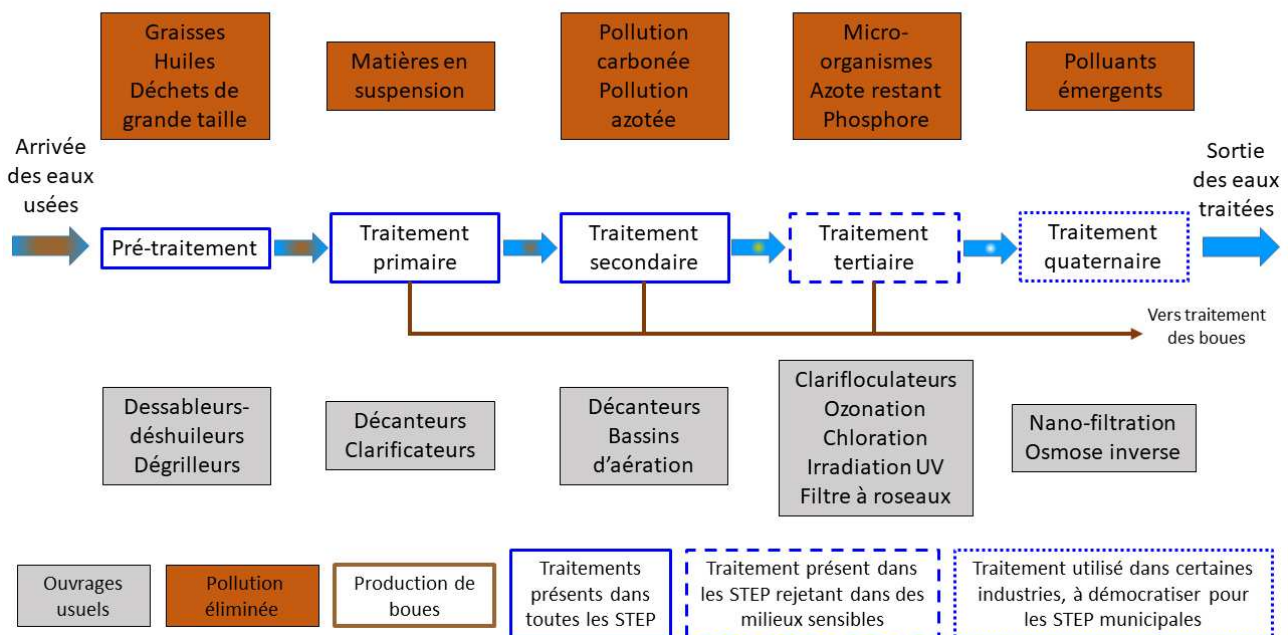 Graisses
Huiles
Déchets de
grande taille
Matières en
suspension
Pollution
carbonée
Pollution
azotée
Micro-
organismes
Azote restant
Phosphore
Polluants
émergents
Arrivée
des eaux
usées
Pré-traitement
Traitement
primaire
Traitement
secondaire
Traitement
tertiaire
Traitement
quaternaire
Sortie
des eaux
traitées
Vers traitement
des boues
Dessableurs-
déshuileurs
Dégrilleurs
Décanteurs
Clarificateurs
Décanteurs
Bassins
d'aération
Clarifloculateurs
Ozonation
Chloration
Irradiation UV
Filtre à roseaux
Nano-filtration
Osmose inverse
Ouvrages
usuels
Pollution
éliminée
Production de
boues
Traitements
présents dans
toutes les STEP
Traitement présent dans
les STEP rejetant dans des
milieux sensibles
Traitement utilisé dans certaines
industries, à démocratiser pour
les STEP municipales